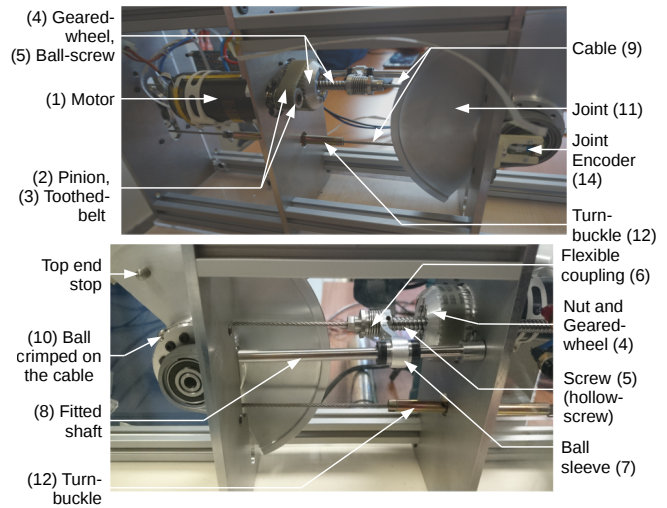 (4) Geared-
wheel,
(5) Ball-screw
(1) Motor
(2) Pinion,
(3) Toothed-
belt
Cable (9)
Joint (11)
Joint
Encoder
(14)
Turn-
buckle (12)
Top end
stop
(10) Ball
crimped on
the cable
(8) Fitted
shaft
(12) Turn-
buckle
Flexible
coupling (6)
Nut and
Geared-
wheel (4)
Screw (5)
(hollow-
screw)
Ball
sleeve (7)